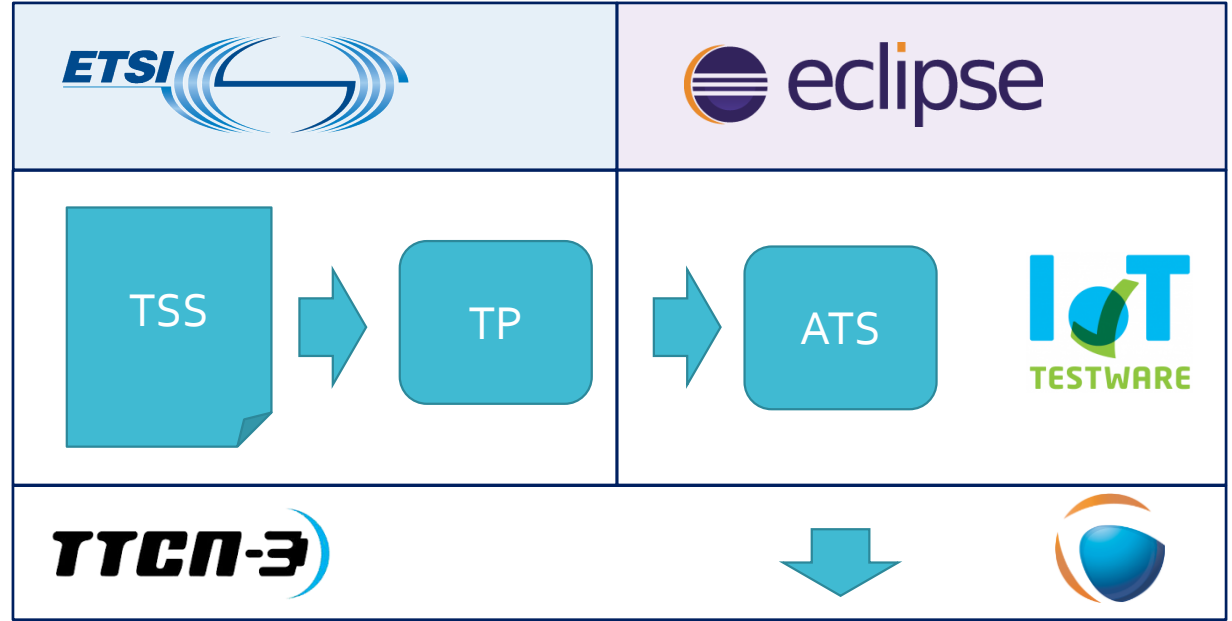 ETSI
eclipse
TSS
TP
ATS
IoT
TESTWARE
TTCN-3